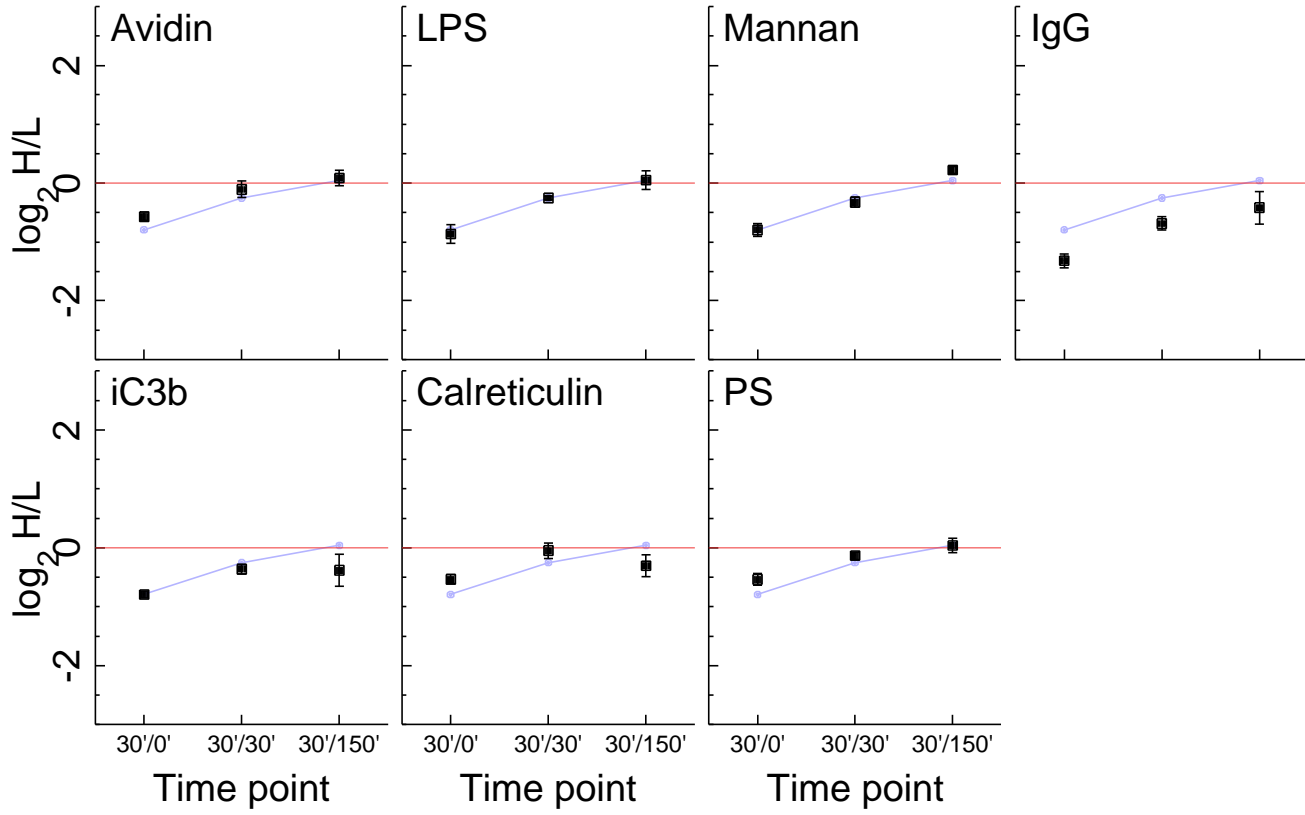 Avidin
LPS
Mannan
IgG
log2 H/L
2
0
-2
iC3b
Calreticulin
PS
log2 H/L
2
0
-2
30'/0' 30'/30' 30'/150'
30'/0' 30'/30' 30'/150'
30'/0' 30'/30' 30'/150'
Time point
Time point
Time point